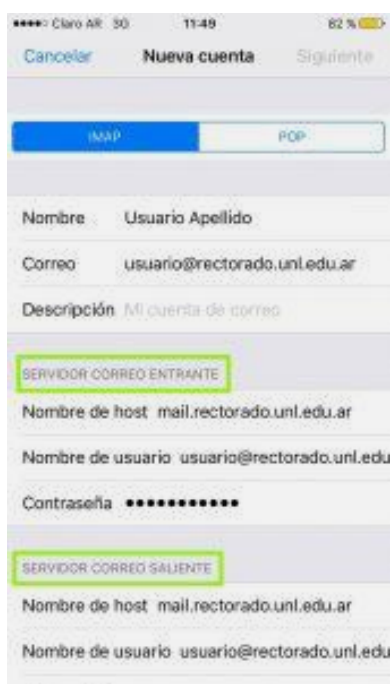 Claro AR 3G 11:49 82 %
Cancelar Nueva cuenta Siguiente
IMAP POP
Nombre Usuario Apellido
Correo usuario@rectorado.unl.edu.ar
Descripción Mi cuenta de correo
SERVIDOR CORREO ENTRANTE
Nombre de host mail.rectorado.unl.edu.ar
Nombre de usuario usuario@rectorado.unl.edu
Contraseña •••••••••••
SERVIDOR CORREO SALIENTE
Nombre de host mail.rectorado.unl.edu.ar
Nombre de usuario usuario@rectorado.unl.edu